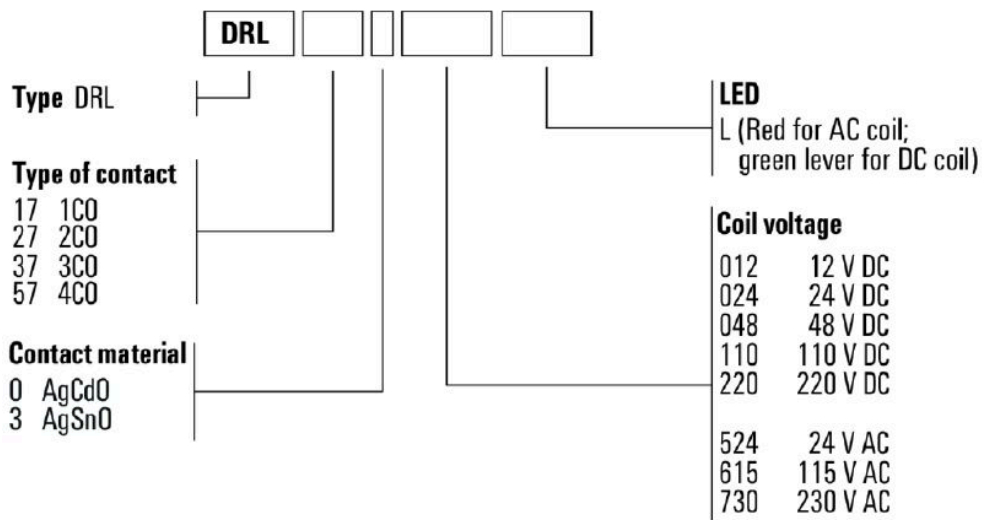 DRL
Type DRL
Type of contact
17 1CO
27 2CO
37 3CO
57 4CO
Contact material
0 AgCdO
3 AgSnO
LED
L (Red for AC coil;
green lever for DC coil)
Coil voltage
012 12 V DC
024 24 V DC
048 48 V DC
110 110 V DC
220 220 V DC
524 24 V AC
615 115 V AC
730 230 V AC